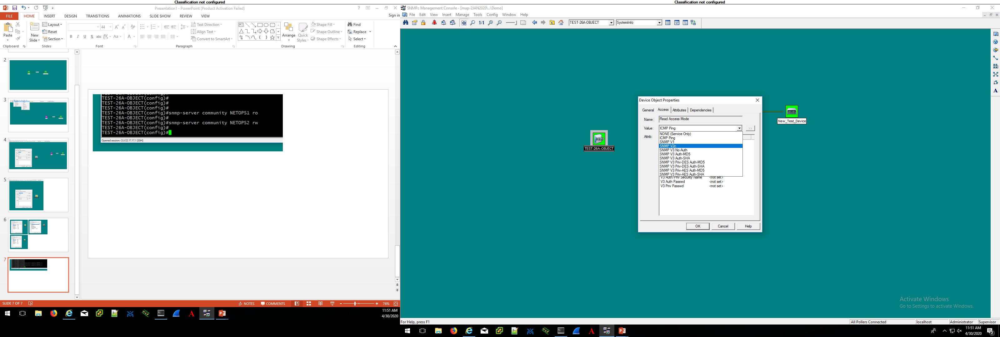 Classification not configured
Presentation1 - PowerPoint (Product Activation Failed)
FILE HOME INSERT DESIGN TRANSITIONS ANIMATIONS SLIDE SHOW REVIEW VIEW Sign in
Paste
Layout
Reset
New Slide
Section
44
B I U S abc AV Aa A
Text Direction
Align Text
Convert to SmartArt
Arrange
Quick Styles
Shape Fill
Shape Outline
Shape Effects
Find
Replace
Select
Clipboard Slides Font Paragraph Drawing Editing
2
3
4
5
6
7
TEST-26A-OBJECT(config)#
TEST-26A-OBJECT(config)#
TEST-26A-OBJECT(config)#
TEST-26A-OBJECT(config)#snmp-server community NETOPS1 ro
TEST-26A-OBJECT(config)#
TEST-26A-OBJECT(config)#snmp-server community NETOPS2 rw
TEST-26A-OBJECT(config)#
TEST-26A-OBJECT(config)#
Opened session: CLI/22.17.17.1 [SSH]
SLIDE 7 OF 7 NOTES COMMENTS 76%
11:51 AM
4/30/2020
Classification not configured
SNMPc Management Console - [map-2JAN2020\..\Demo]
File Edit View Insert Manage Tools Config Window Help
1:1 TEST-26A-OBJECT SystemInfo
A
ICMP
TEST-26A-OBJECT
New_Test_Device
Device Object Properties
General Access Attributes Dependencies
Name: Read Access Mode
Value: ICMP Ping >>
Attrib:
NONE (Service Only)
ICMP Ping
SNMP V1
SNMP V2c
SNMP V3 No-Auth
SNMP V3 Auth-MD5
SNMP V3 Auth-SHA
SNMP V3 Priv-DES Auth-MD5
SNMP V3 Priv-DES Auth-SHA
SNMP V3 Priv-AES Auth-MD5
SNMP V3 Priv-AES Auth-SHA
V3 Auth/Priv Security Name <not set>
V3 Auth Passwd <not set>
V3 Priv Passwd <not set>
OK Cancel Help
Activate Windows
Go to Settings to activate Windows.
For Help, press F1 All Pollers Connected localhost Administrator Supervisor
11:51 AM
4/30/2020
2